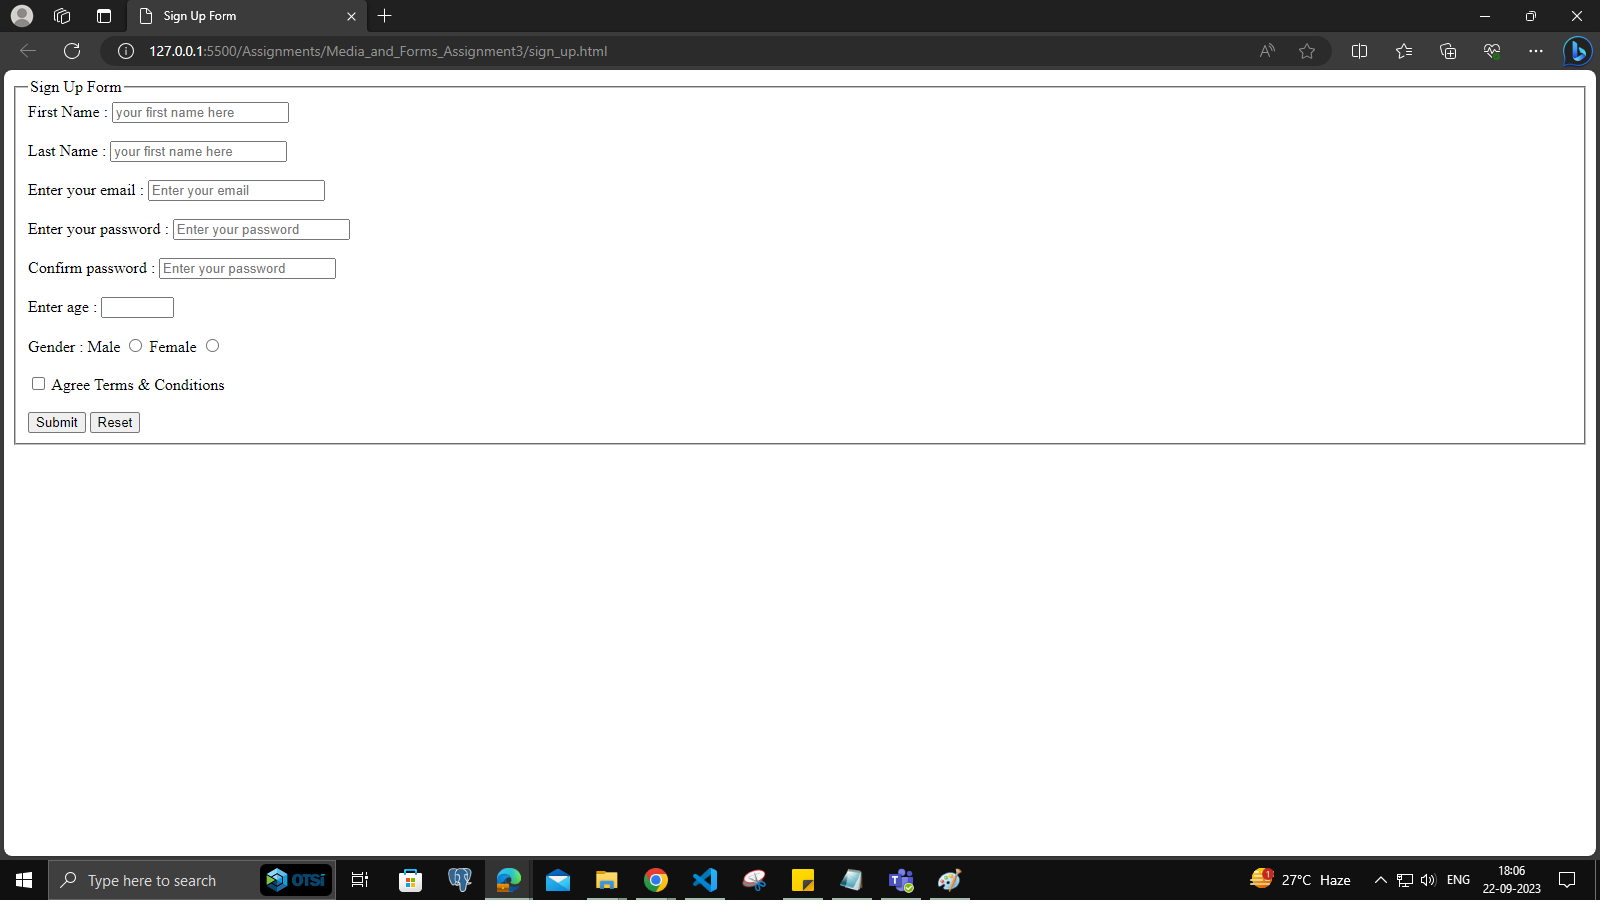 Sign Up Form
127.0.0.1:5500/Assignments/Media_and_Forms_Assignment3/sign_up.html
Sign Up Form
First Name : your first name here
Last Name : your first name here
Enter your email : Enter your email
Enter your password : Enter your password
Confirm password : Enter your password
Enter age :
Gender : Male Female
Agree Terms & Conditions
Submit Reset
Type here to search OTSi 1 27°C Haze ENG 18:06
22-09-2023